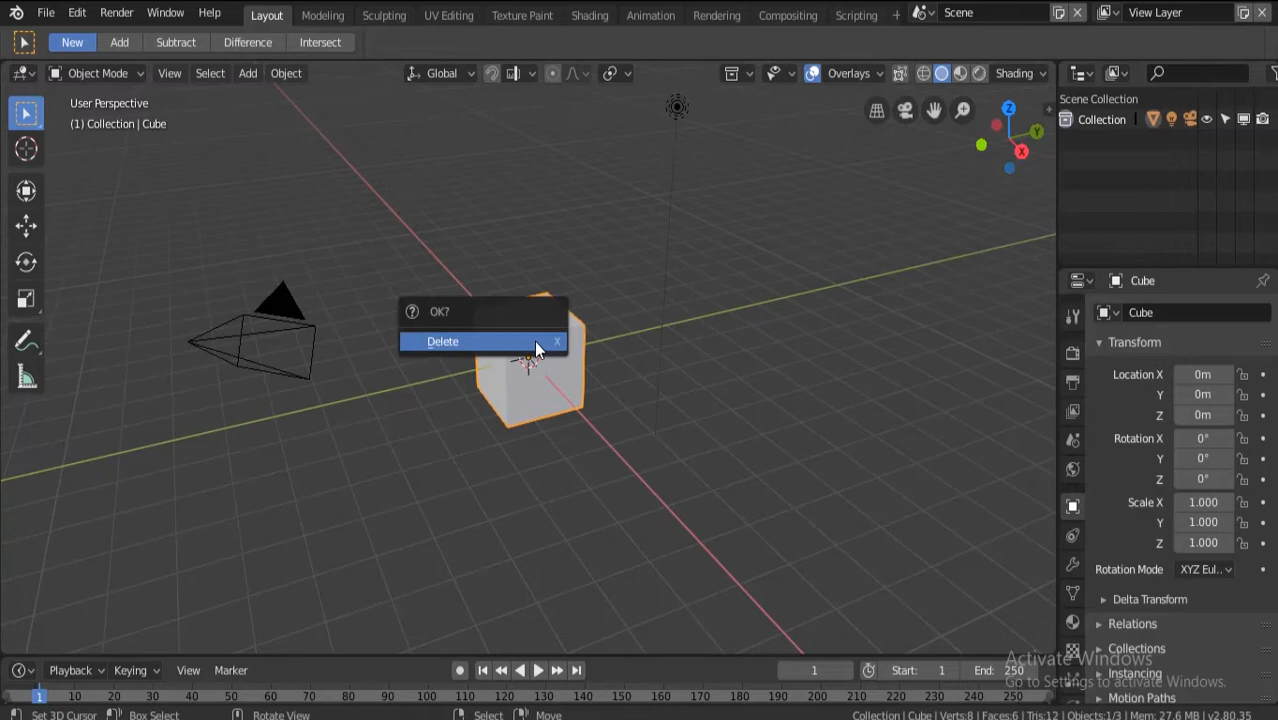 File Edit Render Window Help Layout Modeling Sculpting UV Editing Texture Paint Shading Animation Rendering Compositing Scripting + Scene View Layer
New Add Subtract Difference Intersect
Object Mode View Select Add Object Global Overlays Shading
User Perspective
(1) Collection | Cube
Z
Y
X
OK?
Delete X
Scene Collection
Collection
Cube
Cube
Transform
Location X 0m
Y 0m
Z 0m
Rotation X 0°
Y 0°
Z 0°
Scale X 1.000
Y 1.000
Z 1.000
Rotation Mode XYZ Eul..
Delta Transform
Relations
Collections
Instancing
Motion Paths
Activate Windows
Go to Settings to activate Windows.
Playback Keying View Marker 1 Start: 1 End: 250
1 10 20 30 40 50 60 70 80 90 100 110 120 130 140 150 160 170 180 190 200 210 220 230 240 250
Set 3D Cursor Box Select Rotate View Select Move Collection | Cube | Verts:8 | Faces:6 | Tris:12 | Objects:1/3 | Mem: 27.6 MB | v2.80.35